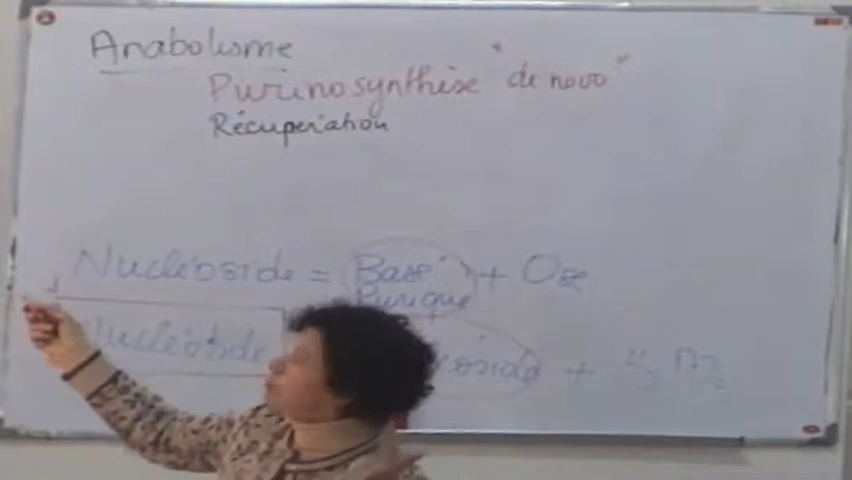 Anabolisme
Purinosynthèse "de novo"
Récupération
Nucléoside = Base + Ose
Purique
Nucléotide +